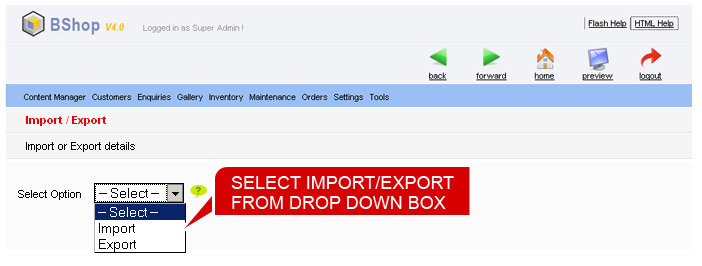 BShop V4.0 Logged in as Super Admin ! Flash Help HTML Help
back forward home preview logout
Content Manager Customers Enquiries Gallery Inventory Maintenance Orders Settings Tools
Import / Export
Import or Export details
Select Option -- Select -- ?
-- Select --
Import
Export
SELECT IMPORT/EXPORT
FROM DROP DOWN BOX